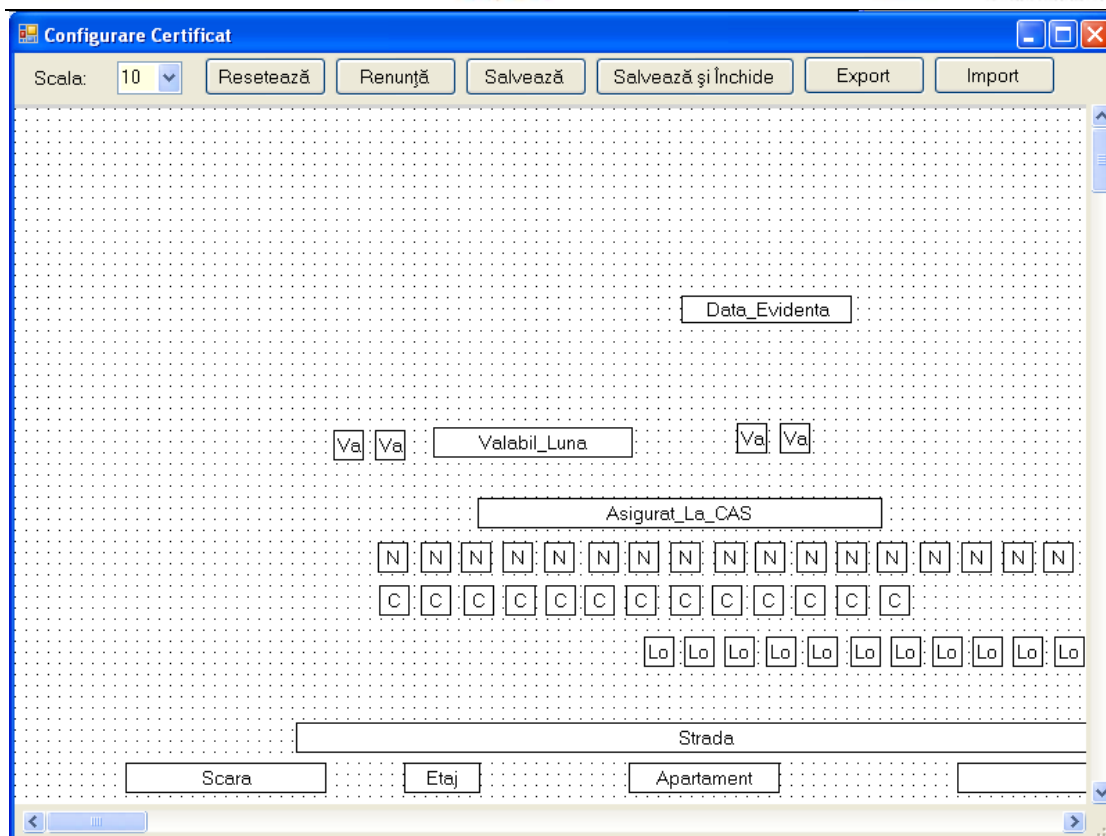 Configurare Certificat
Scala: 10 Resetează Renunţă Salvează Salvează şi Închide Export Import
Data_Evidenta
Va Va Valabil_Luna Va Va
Asigurat_La_CAS
N N N N N N N N N N N N N N N N N
C C C C C C C C C C C C C
Lo Lo Lo Lo Lo Lo Lo Lo Lo Lo Lo
Strada
Scara Etaj Apartament